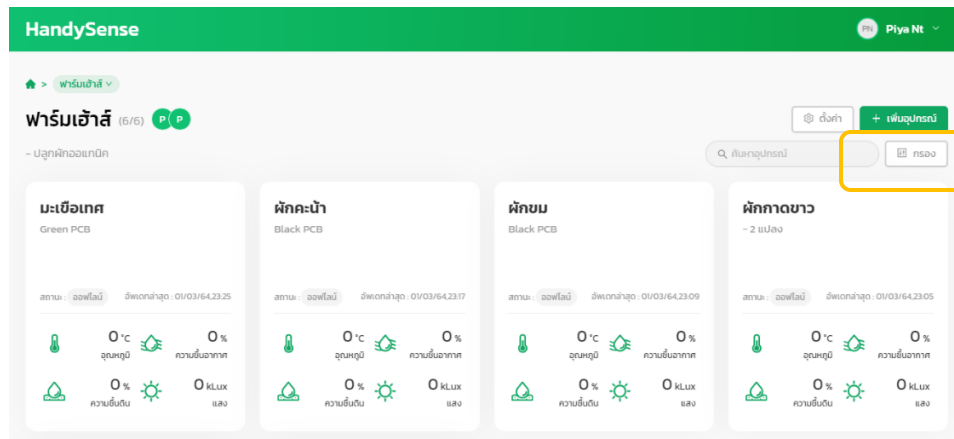 HandySense
PN Piya Nt
> ฟาร์มเฮ้าส์
ฟาร์มเฮ้าส์ (6/6) P P
ตั้งค่า + เพิ่มอุปกรณ์
- ปลูกผักออแกนิค
ค้นหาอุปกรณ์ กรอง
มะเขือเทศ ผักคะน้า ผักขม ผักกาดขาว
Green PCB Black PCB Black PCB - 2 แปลง
สถานะ : ออฟไลน์ อัพเดทล่าสุด : 01/03/64,23:25 สถานะ : ออฟไลน์ อัพเดทล่าสุด : 01/03/64,23:17 สถานะ : ออฟไลน์ อัพเดทล่าสุด : 01/03/64,23:09 สถานะ : ออฟไลน์ อัพเดทล่าสุด : 01/03/64,23:05
0 °C 0 % 0 °C 0 % 0 °C 0 % 0 °C 0 %
อุณหภูมิ ความชื้นอากาศ อุณหภูมิ ความชื้นอากาศ อุณหภูมิ ความชื้นอากาศ อุณหภูมิ ความชื้นอากาศ
0 % 0 kLux 0 % 0 kLux 0 % 0 kLux 0 % 0 kLux
ความชื้นดิน แสง ความชื้นดิน แสง ความชื้นดิน แสง ความชื้นดิน แสง